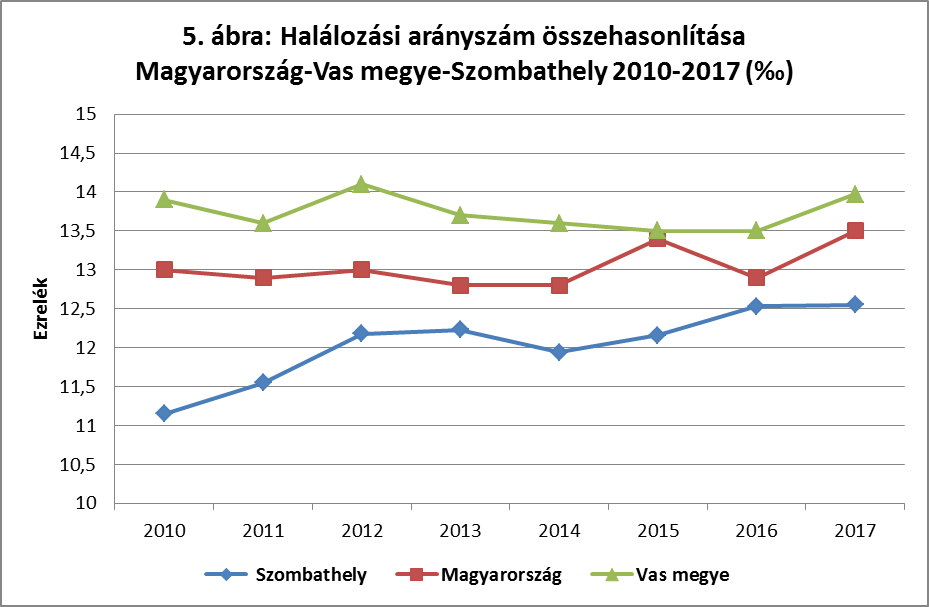 5. ábra: Halálozási arányszám összehasonlítása
Magyarország-Vas megye-Szombathely 2010-2017 (‰)
Ezrelék
15
14,5
14
13,5
13
12,5
12
11,5
11
10,5
10
2010 2011 2012 2013 2014 2015 2016 2017
Szombathely Magyarország Vas megye